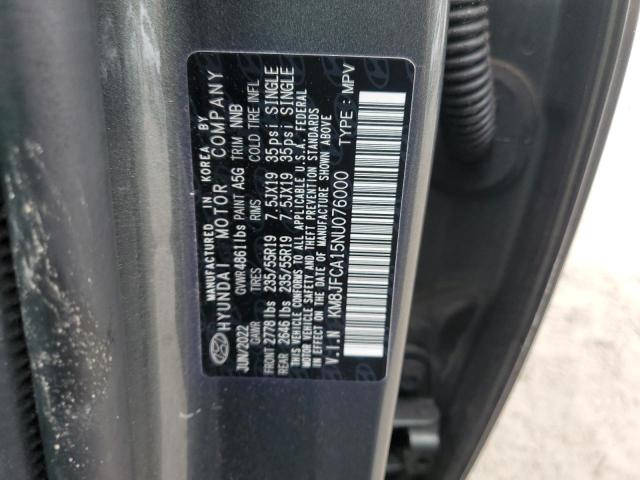 MANUFACTURED IN KOREA BY
HYUNDAI MOTOR COMPANY
JUN/2022 GVWR 4861lbs PAINT A5G TRIM NNB
GAWR TIRES RIMS COLD TIRE INFL
FRONT 2778 lbs 235/55R19 7.5JX19 35psi SINGLE
REAR 2646 lbs 235/55R19 7.5JX19 35psi SINGLE
THIS VEHICLE CONFORMS TO ALL APPLICABLE U.S.A. FEDERAL
MOTOR VEHICLE SAFETY AND THEFT PREVENTION STANDARDS
IN EFFECT ON THE DATE OF MANUFACTURE SHOWN ABOVE
V.I.N : KM8JFCA15NU076000 TYPE : MPV